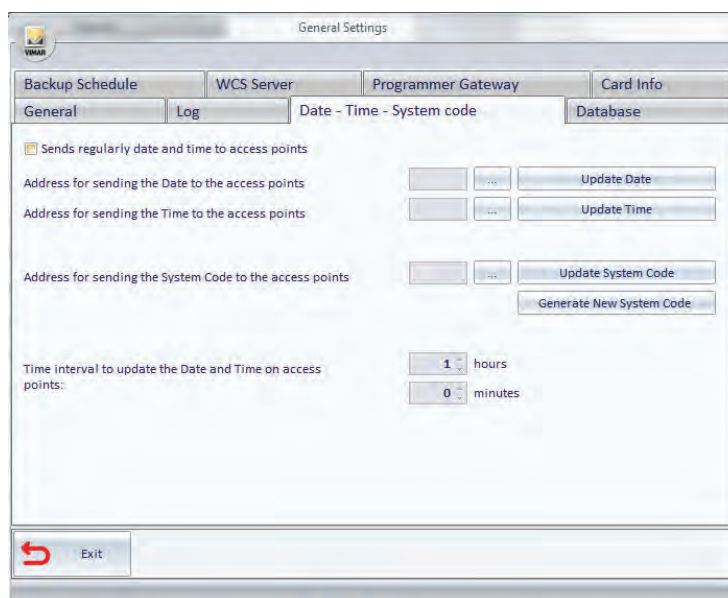 General Settings
VIMAR
Backup Schedule WCS Server Programmer Gateway Card Info
General Log Date - Time - System code Database
Sends regularly date and time to access points
Address for sending the Date to the access points ... Update Date
Address for sending the Time to the access points ... Update Time
Address for sending the System Code to the access points ... Update System Code
Generate New System Code
Time interval to update the Date and Time on access
points:
1 hours
0 minutes
Exit